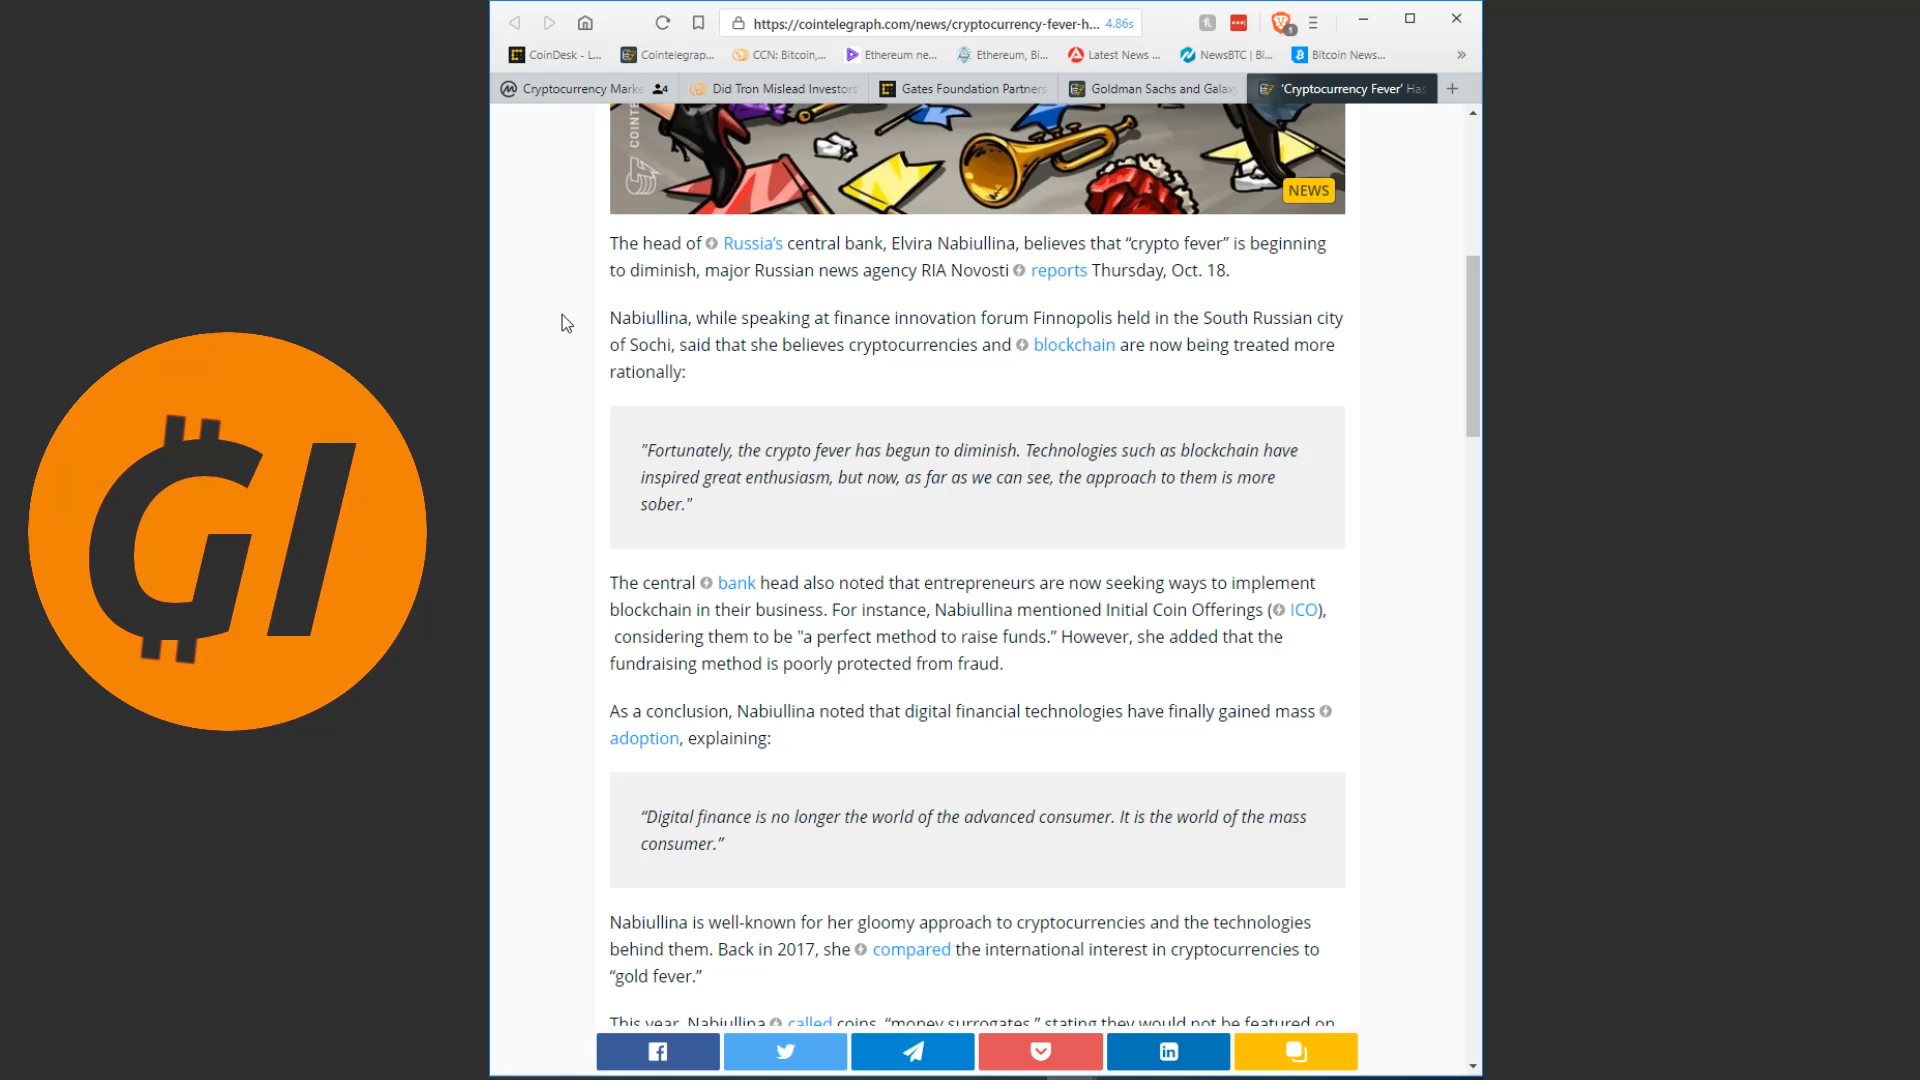 https://cointelegraph.com/news/cryptocurrency-fever-h... 4.86s
1
CoinDesk - L... Cointelegrap... CCN: Bitcoin,... Ethereum ne... Ethereum, Bi... Latest News ... NewsBTC | Bi... Bitcoin News... »
Cryptocurrency Marke 4 Did Tron Mislead Investors Gates Foundation Partners Goldman Sachs and Galax 'Cryptocurrency Fever' Has +
COINTE
NEWS
The head of Russia's central bank, Elvira Nabiullina, believes that “crypto fever” is beginning
to diminish, major Russian news agency RIA Novosti reports Thursday, Oct. 18.
Nabiullina, while speaking at finance innovation forum Finnopolis held in the South Russian city
of Sochi, said that she believes cryptocurrencies and blockchain are now being treated more
rationally:
"Fortunately, the crypto fever has begun to diminish. Technologies such as blockchain have
inspired great enthusiasm, but now, as far as we can see, the approach to them is more
sober."
The central bank head also noted that entrepreneurs are now seeking ways to implement
blockchain in their business. For instance, Nabiullina mentioned Initial Coin Offerings (ICO),
considering them to be "a perfect method to raise funds.” However, she added that the
fundraising method is poorly protected from fraud.
As a conclusion, Nabiullina noted that digital financial technologies have finally gained mass
adoption, explaining:
“Digital finance is no longer the world of the advanced consumer. It is the world of the mass
consumer.”
Nabiullina is well-known for her gloomy approach to cryptocurrencies and the technologies
behind them. Back in 2017, she compared the international interest in cryptocurrencies to
“gold fever.”
This year, Nabiullina called coins “money surrogates,” stating they would not be featured on
GI